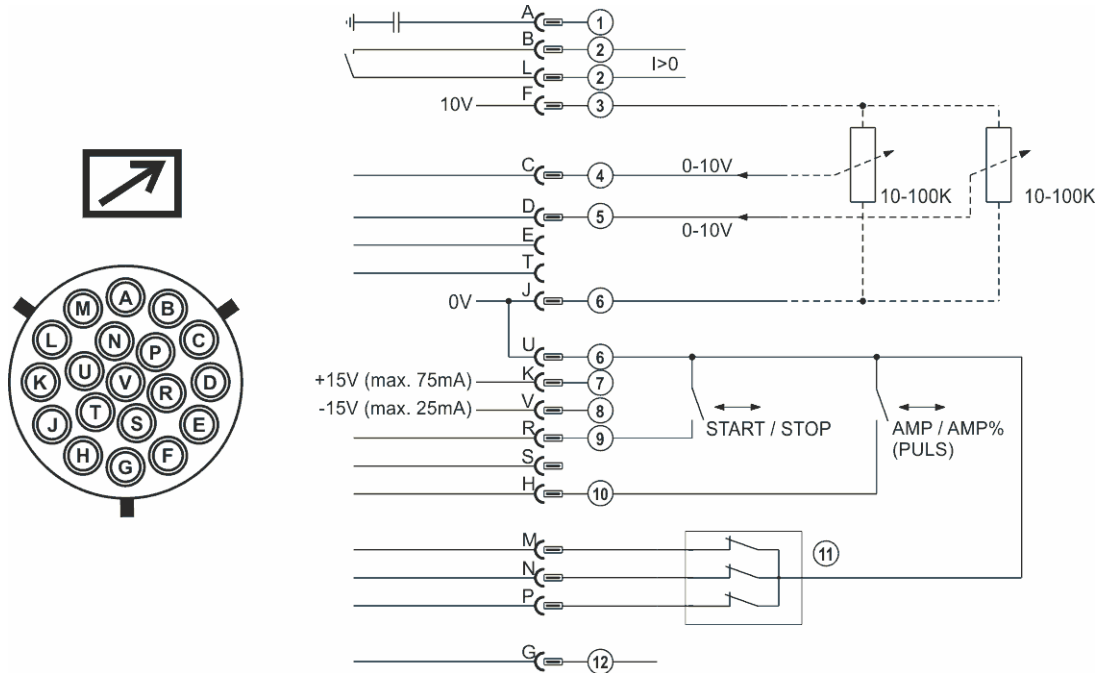 A
B
C
D
E
F
G
H
J
K
L
M
N
P
R
S
T
U
V
A 1
B 2
L 2 I>0
10V F 3
C 4 0-10V
10-100K 10-100K
D 5
0-10V
E
T
0V J 6
U 6
+15V (max. 75mA) K 7
-15V (max. 25mA) V 8
R 9 START / STOP AMP / AMP%
(PULS)
S
H 10
M 11
N
P
G 12